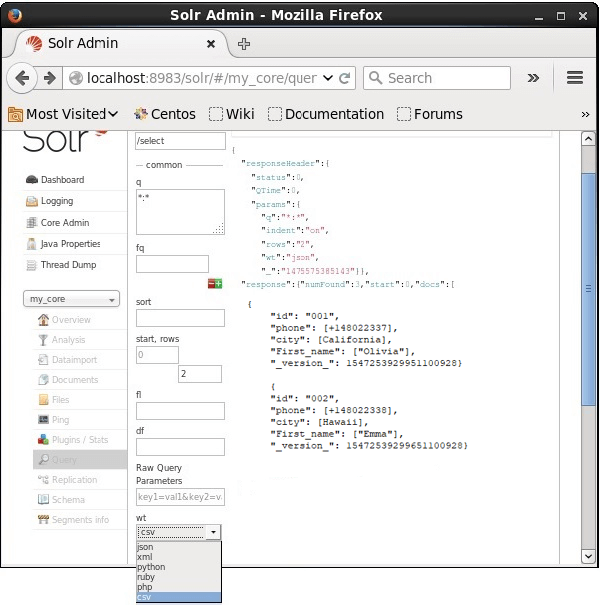 Solr Admin - Mozilla Firefox
Solr Admin
localhost:8983/solr/#/my_core/quer
Search
Most Visited
Centos
Wiki
Dccumentation
Forums
Solr
Dashboard
Logging
Core Admin
Java Properties
Thread Dump
my_core
Overview
Analysis
Dataimport
Documents
Files
Ping
Plugins / Stats
Query
Replication
Schema
Segments info
/select
common
q
*:*
fq
sort
start, rows
0
2
fl
df
Raw Query
Parameters
key1=val1&key2=v
wt
csv
json
xml
python
ruby
php
csv
{
"responseHeader":{
"status":0,
"QTime":0,
"params":{
"q":"*:*",
"indent":"on",
"rows":"2",
"wt":"json",
"_":"1475575385143"}},
"response":{"numFound":3,"start":0,"docs":[
{
"id": "001",
"phone": [+148022337],
"city": [California],
"First_name": ["Olivia"],
"_version_": 1547253929951100928}
{
"id": "002",
"phone": [+148022338],
"city": [Hawaii],
"First_name": ["Emma"],
"_version_": 15472539299651100928}